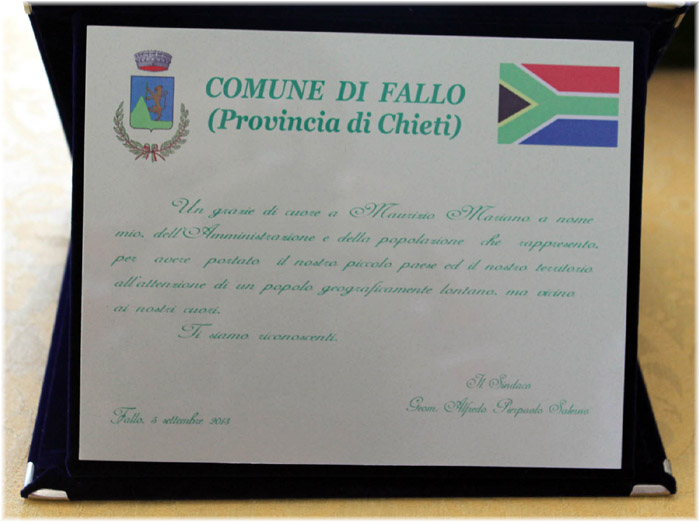 COMUNE DI FALLO
(Provincia di Chieti)
Un grazie di cuore a Maurizio Mariano a nome
mio, dell'Amministrazione e della popolazione che rappresento,
per avere portato il nostro piccolo paese ed il nostro territorio
all'attenzione di un popolo geograficamente lontano, ma vicino
ai nostri cuori.
Ti siamo riconoscenti.
Il Sindaco
Geom. Alfredo Pierpaolo Salerno
Fallo, 5 settembre 2013